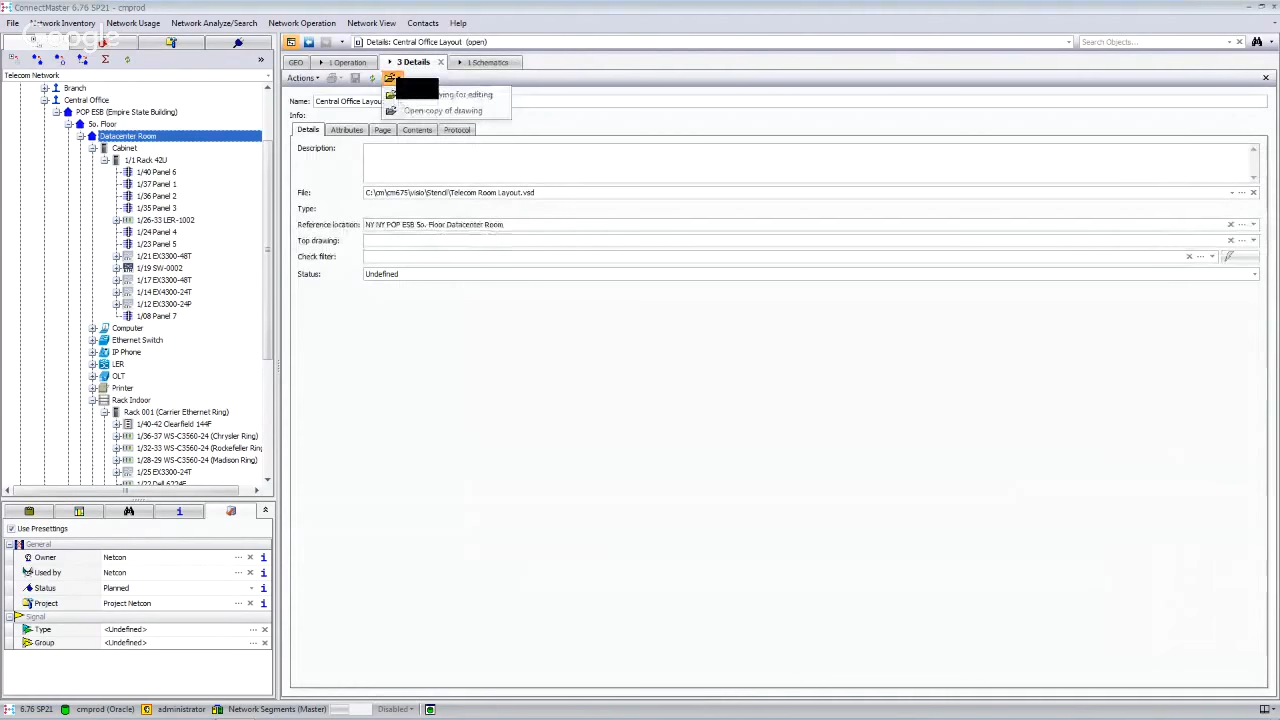 ConnectMaster 6.76 SP21 - cmprod
File Network Inventory Network Usage Network Analyze/Search Network Operation Network View Contacts Help
Google
Details: Central Office Layout (open)
Search Objects...
GEO 1 Operation 3 Details 1 Schematics
Telecom Network
Actions
for editing
Open copy of drawing
Name: Central Office Layou
Info:
Details Attributes Page Contents Protocol
Description:
File: C:\cm\cm675\visio\Stencil\Telecom Room Layout.vsd
Type:
Reference location: NY NY POP ESB 5o. Floor Datacenter Room
Top drawing:
Check filter:
Status: Undefined
Branch
Central Office
POP ESB (Empire State Building)
5o. Floor
Datacenter Room
Cabinet
1/1 Rack 42U
1/40 Panel 6
1/37 Panel 1
1/36 Panel 2
1/35 Panel 3
1/26-33 LER-1002
1/24 Panel 4
1/23 Panel 5
1/21 EX3300-48T
1/19 SW-0002
1/17 EX3300-48T
1/14 EX4300-24T
1/12 EX3300-24P
1/08 Panel 7
Computer
Ethernet Switch
IP Phone
LER
OLT
Printer
Rack Indoor
Rack 001 (Carrier Ethernet Ring)
1/40-42 Clearfield 144F
1/36-37 WS-C3560-24 (Chrysler Ring)
1/32-33 WS-C3560-24 (Rockefeller Ring
1/28-29 WS-C3560-24 (Madison Ring)
1/25 EX3300-24T
1/22 Dell 6224F
Use Presettings
General
Owner Netcon
Used by Netcon
Status Planned
Project Project Netcon
Signal
Type <Undefined>
Group <Undefined>
6.76 SP21 cmprod (Oracle) administrator Network Segments (Master) Disabled